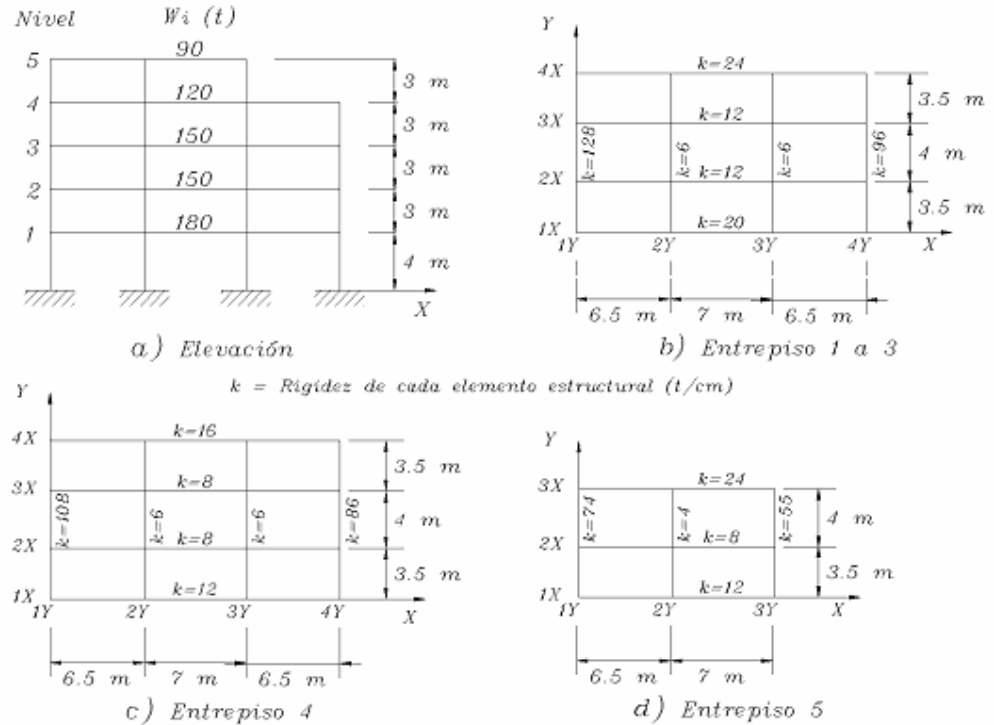 Nivel Wi (t)
5 90
3 m
4 120
3 m
3 150
3 m
2 150
3 m
1 180
4 m
X
a) Elevación
Y
4X k=24
3.5 m
3X k=12
k=128 k=6 k=6 k=96
4 m
2X k=12
3.5 m
1X k=20
1Y 2Y 3Y 4Y X
6.5 m 7 m 6.5 m
b) Entrepiso 1 a 3
k = Rigidez de cada elemento estructural (t/cm)
Y
4X k=16
3.5 m
3X k=8
k=108 k=6 k=6 k=86
4 m
2X k=8
3.5 m
1X k=12
1Y 2Y 3Y 4Y X
6.5 m 7 m 6.5 m
c) Entrepiso 4
Y
3X k=24
k=74 k=4 k=55
4 m
2X k=8
3.5 m
1X k=12
1Y 2Y 3Y X
6.5 m 7 m
d) Entrepiso 5